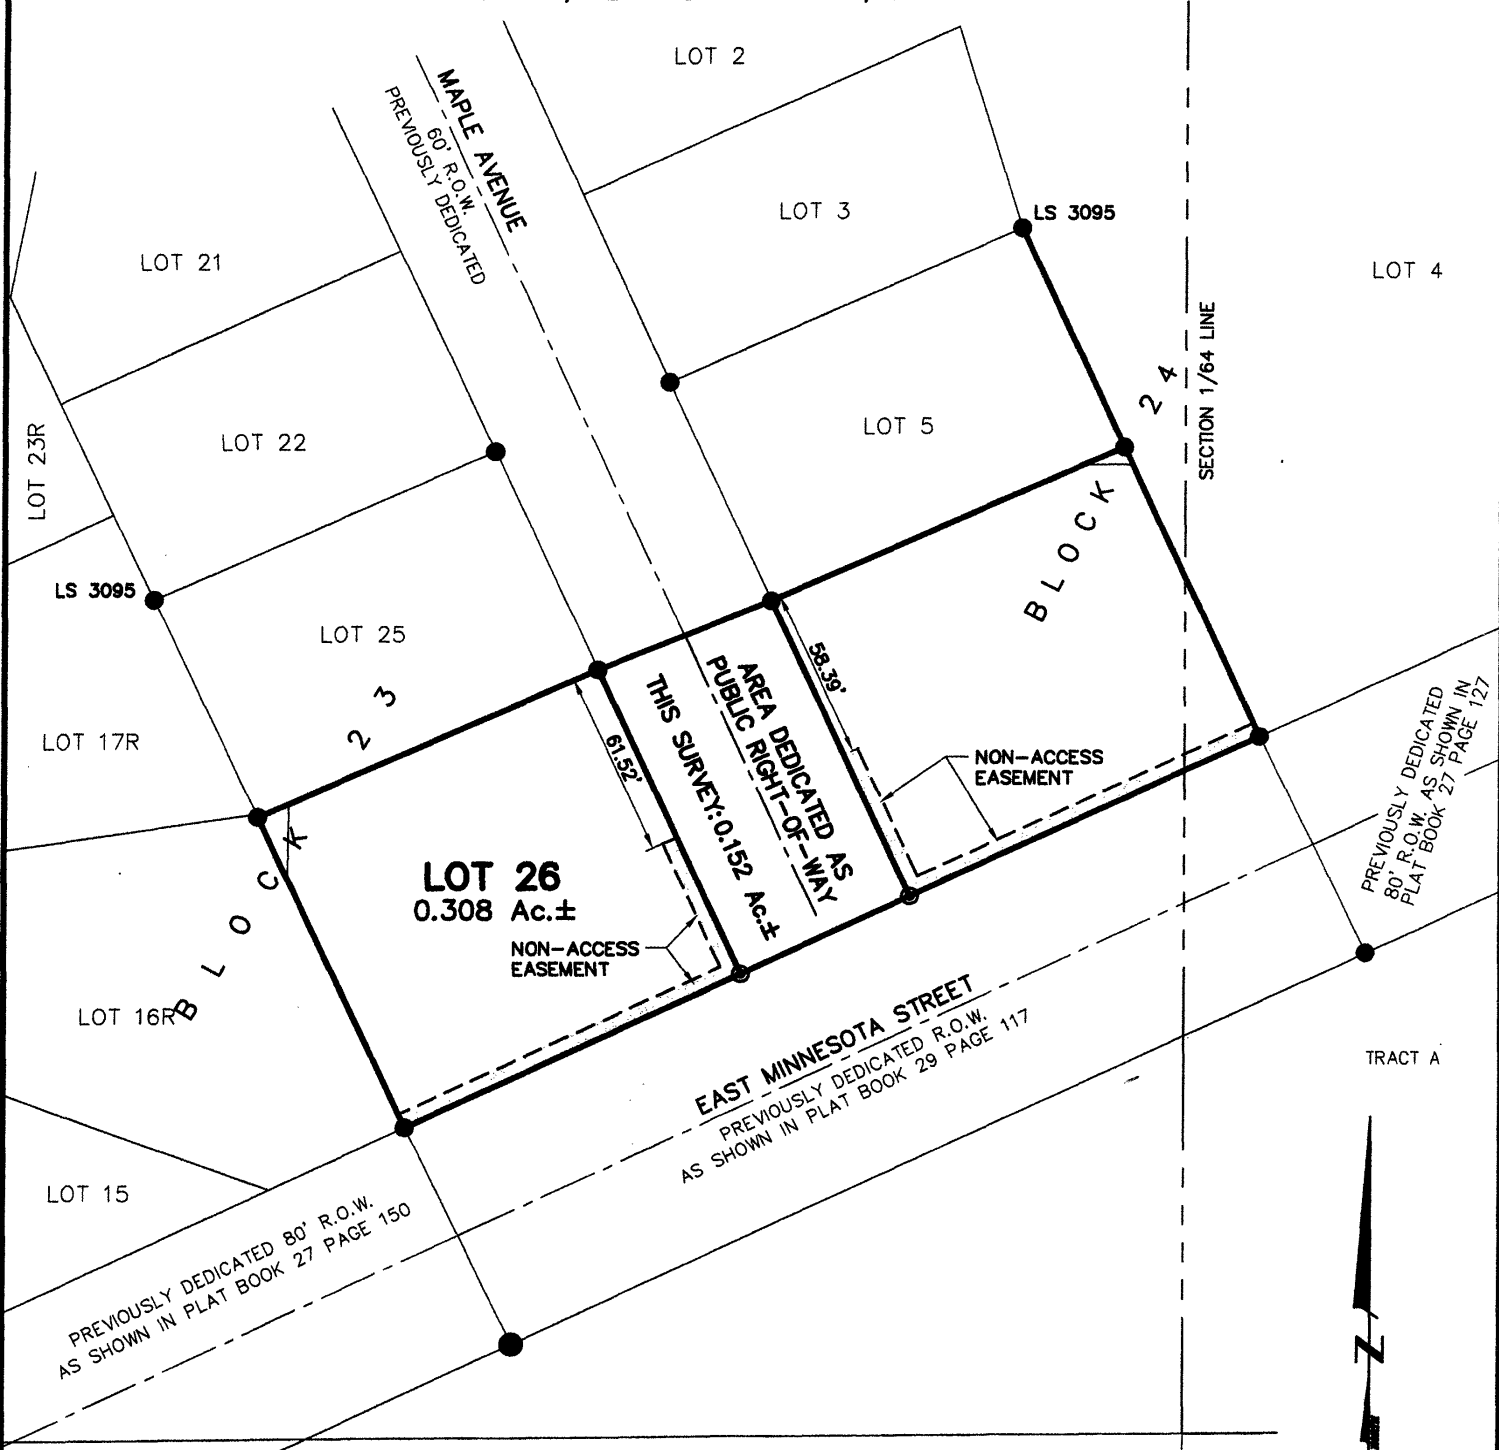 LOT 2
MAPLE AVENUE
60' R.O.W.
PREVIOUSLY DEDICATED
LOT 3
LS 3095
LOT 21
LOT 4
SECTION 1/64 LINE
LOT 22
LOT 23R
LOT 5
BLOCK 24
LS 3095
LOT 25
BLOCK 23
LOT 17R
61.52'
58.39'
THIS SURVEY: 0.152 Ac.±
AREA DEDICATED AS
PUBLIC RIGHT-OF-WAY
NON-ACCESS
EASEMENT
PREVIOUSLY DEDICATED
80' R.O.W. AS SHOWN IN
PLAT BOOK 27 PAGE 127
LOT 26
0.308 Ac.±
NON-ACCESS
EASEMENT
LOT 16R
EAST MINNESOTA STREET
PREVIOUSLY DEDICATED R.O.W.
AS SHOWN IN PLAT BOOK 29 PAGE 117
TRACT A
LOT 15
PREVIOUSLY DEDICATED 80' R.O.W.
AS SHOWN IN PLAT BOOK 27 PAGE 150
N